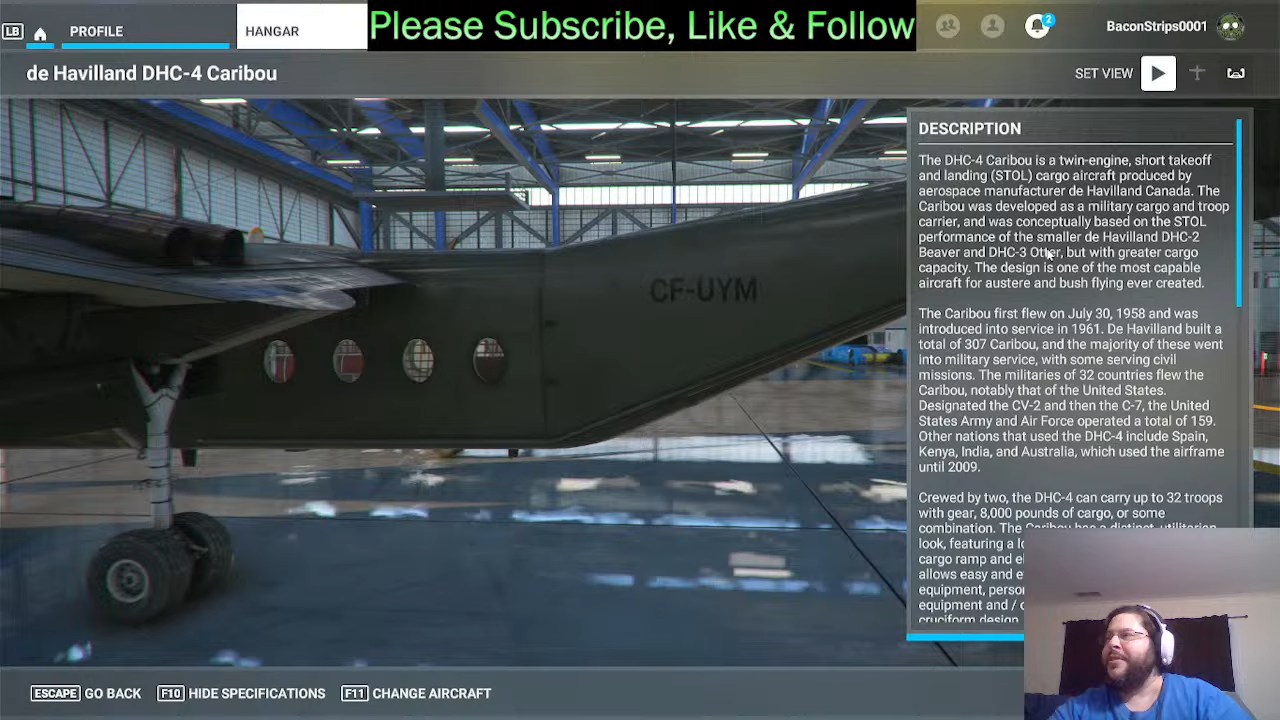 LB
PROFILE
HANGAR
Please Subscribe, Like & Follow
2
BassStrips0001
de Havilland DHC-4 Caribou
SET VIEW
DESCRIPTION
The DHC-4 Caribou is a twin-engine, short takeoff
and landing (STOL) cargo aircraft produced by
aerospace manufacturer de Havilland Canada. The
Caribou was developed as a military cargo and troop
carrier, and was conceptually based on the STOL
performance of the smaller de Havilland DHC-2
Beaver and DHC-3 Otter, but with greater cargo
capacity. The design is one of the most capable
aircraft for austere and bush flying ever created.
The Caribou first flew on July 30, 1958 and was
introduced into service in 1961. De Havilland built a
total of 307 Caribou, and the majority of these went
into military service, with some serving civil
missions. The militaries of 32 countries flew the
Caribou, notably that of the United States.
Designated the CV-2 and then the C-7, the United
States Army and Air Force operated a total of 159.
Other nations that used the DHC-4 include Spain,
Kenya, India, and Australia, which used the airframe
until 2009.
Crewed by two, the DHC-4 can carry up to 32 troops
with gear, 8,000 pounds of cargo, or some
combination. The Caribou has a distinct, utilitarian
look, featuring a
cargo ramp and
allows easy and
equipment,
equipment and /
cruciform design
CF-UYM
ESCAPE GO BACK
F10 HIDE SPECIFICATIONS
F11 CHANGE AIRCRAFT